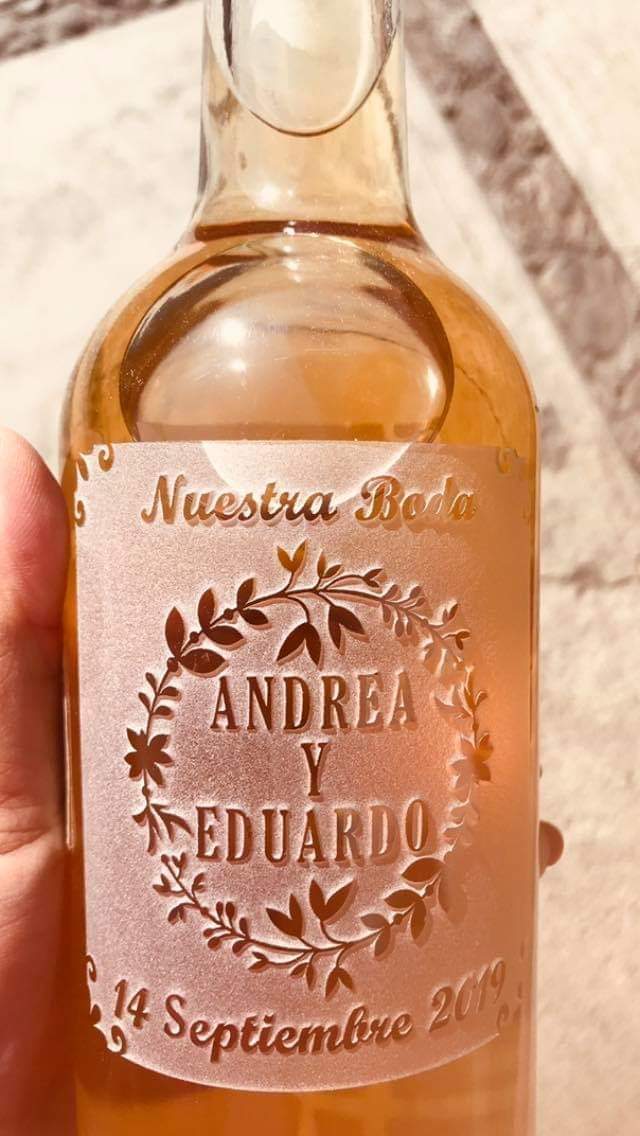 Nuestra Boda
ANDREA
Y
EDUARDO
14 Septiembre 2019